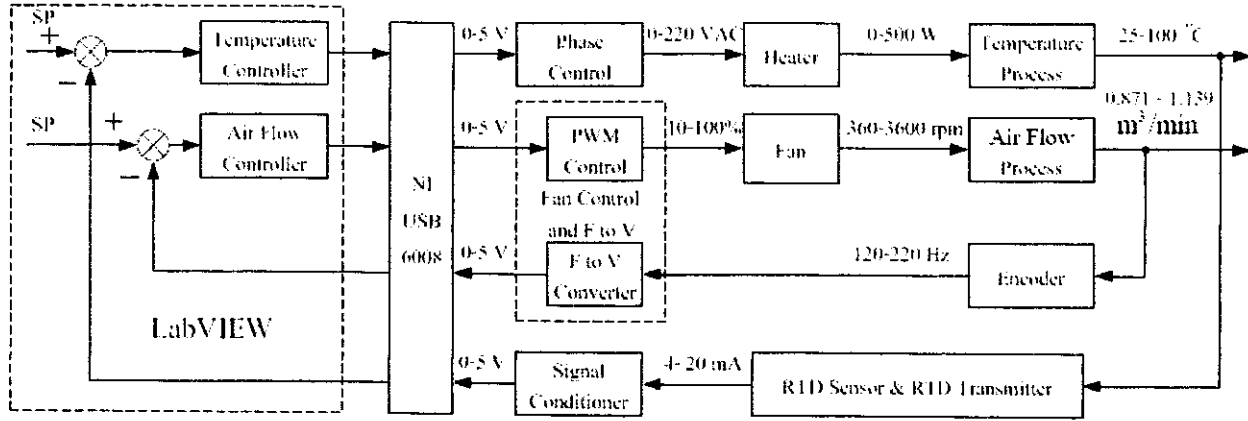 SP
+
−
Temperature
Controller
0-5 V
Phase
Control
0-220 VAC
Heater
0-500 W
Temperature
Process
25-100 °C
SP
+
−
Air Flow
Controller
0-5 V
PWM
Control
10-100%
Fan
360-3600 rpm
Air Flow
Process
0.871 - 1.139
m³/min
NI
USB
6008
Fan Control
and F to V
0-5 V
F to V
Converter
120-220 Hz
Encoder
LabVIEW
0-5 V
Signal
Conditioner
4- 20 mA
RTD Sensor & RTD Transmitter